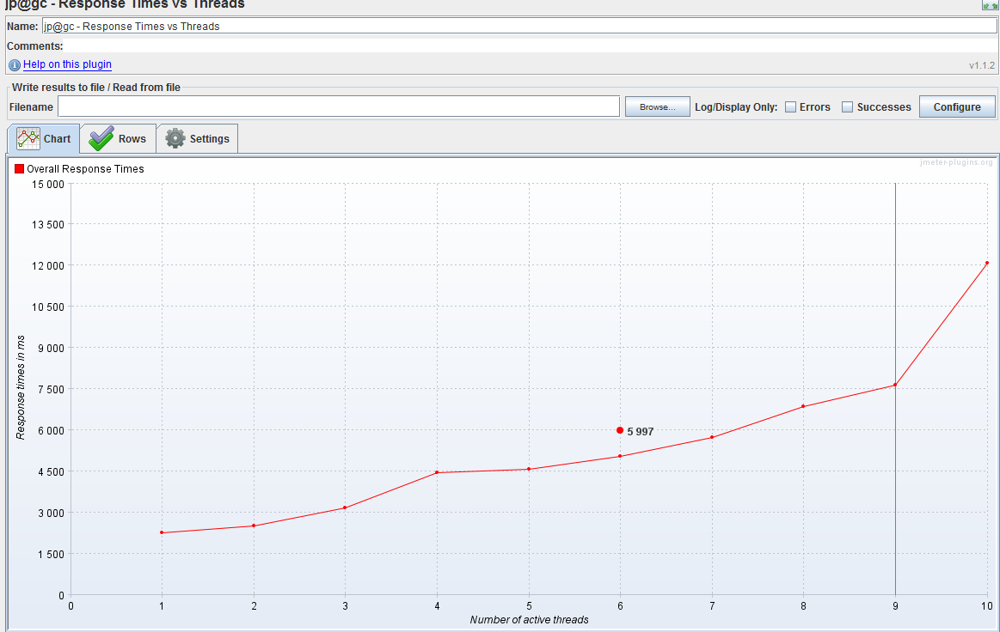 jp@gc - Response Times vs Threads
Name: jp@gc - Response Times vs Threads
Comments:
Help on this plugin
v1.1.2
Write results to file / Read from file
Filename Browse... Log/Display Only: Errors Successes Configure
Chart Rows Settings
jmeter-plugins.org
Overall Response Times
15 000
13 500
12 000
10 500
9 000
7 500
6 000
4 500
3 000
1 500
0
Response times in ms
5 997
0 1 2 3 4 5 6 7 8 9 10
Number of active threads